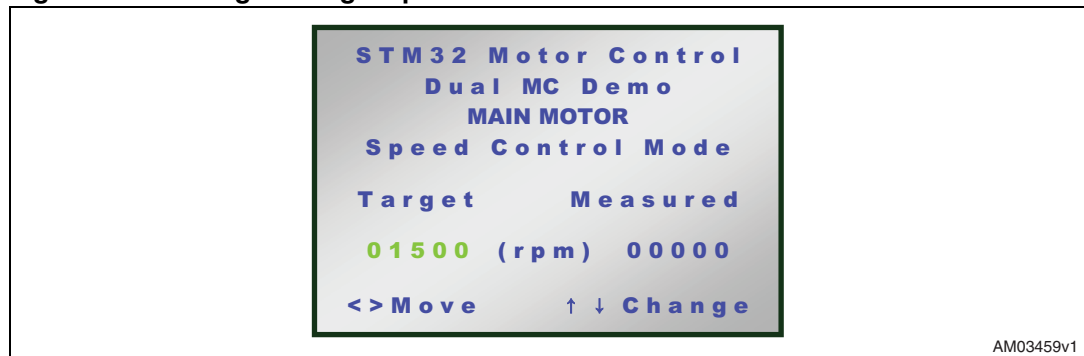 STM32 Motor Control
Dual MC Demo
MAIN MOTOR
Speed Control Mode
Target Measured
01500 (rpm) 00000
<>Move ↑↓Change
AM03459v1